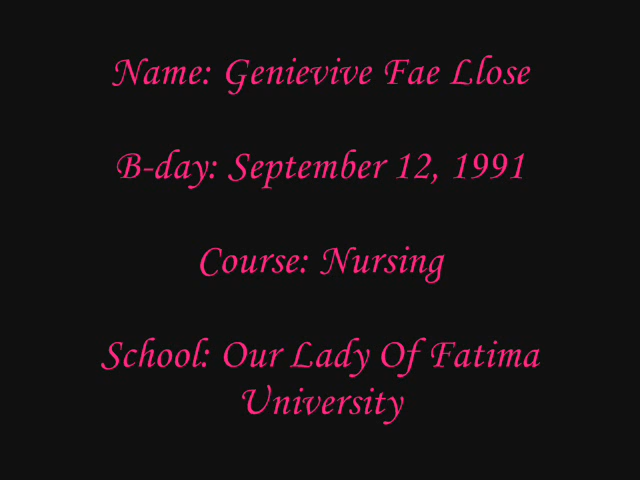 Name: Genievive Fae Llose
B-day: September 12, 1991
Course: Nursing
School: Our Lady Of Fatima
University